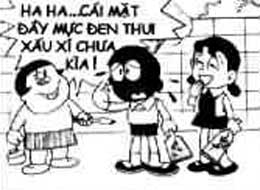 HA HA...CÁI MẶT
ĐẦY MỰC ĐEN THUI
XẤU XÍ CHƯA
KÌA!